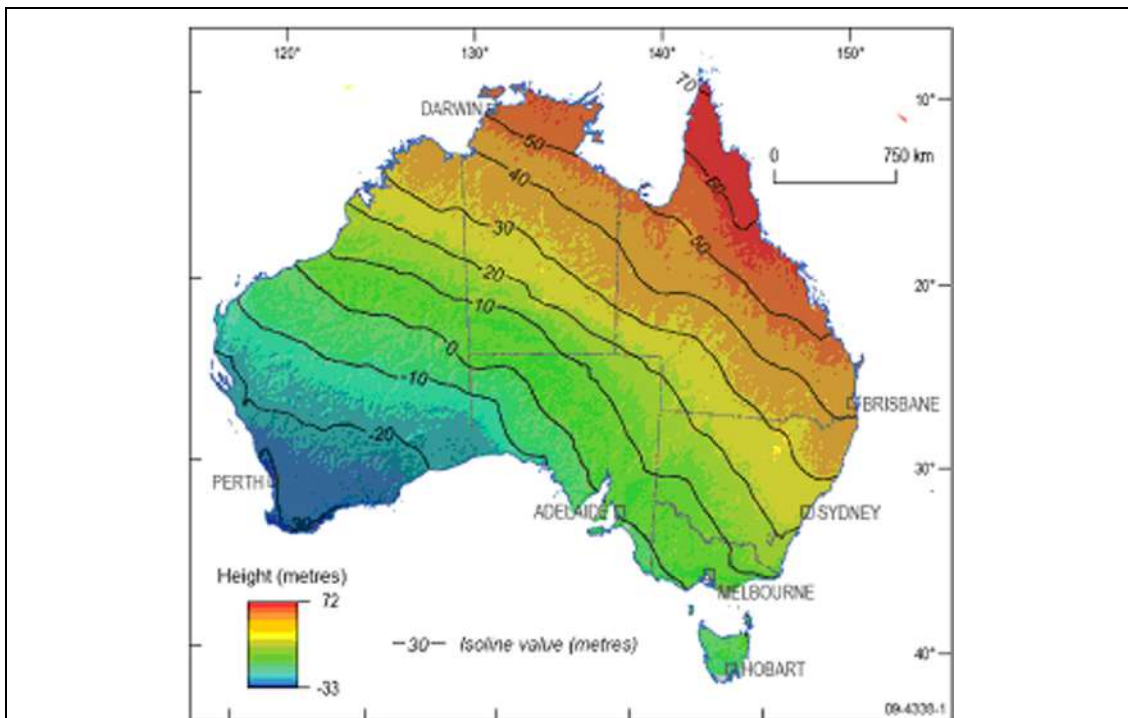 120° 130° 140° 150°
70
DARWIN
10°
50
0 750 km
40
60
30
50
20
20°
10
0
-10
BRISBANE
-20
30°
PERTH
ADELAIDE
SYDNEY
30
Height (metres)
MELBOURNE
72
—30— Isoline value (metres)
40°
HOBART
-33
09-4338-1